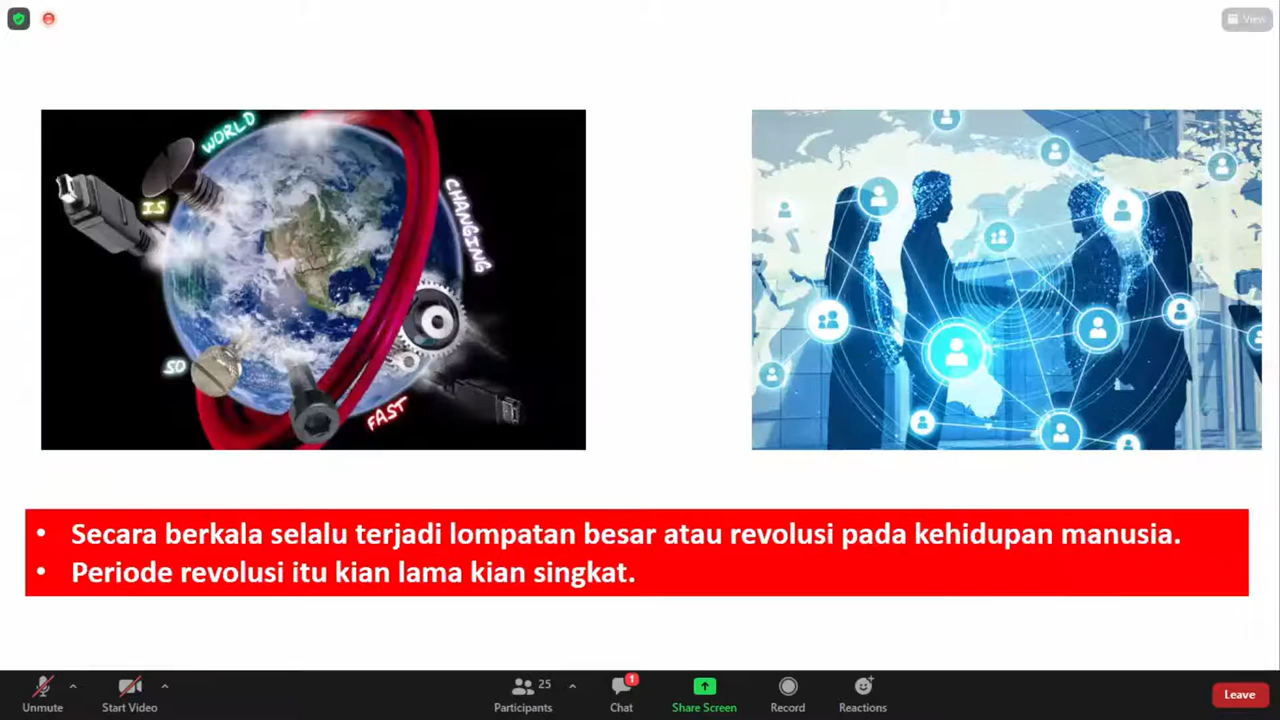 View
WORLD
IS
CHANGING
SO
FAST
• Secara berkala selalu terjadi lompatan besar atau revolusi pada kehidupan manusia.
• Periode revolusi itu kian lama kian singkat.
Unmute
Start Video
Participants
25
Chat
1
Share Screen
Record
Reactions
Leave